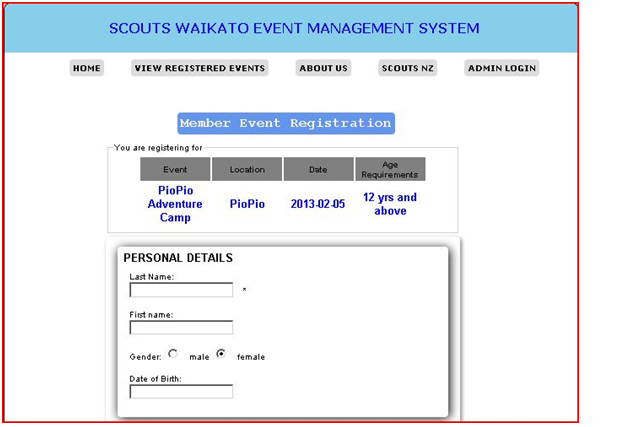 SCOUTS WAIKATO EVENT MANAGEMENT SYSTEM
HOME VIEW REGISTERED EVENTS ABOUT US SCOUTS NZ ADMIN LOGIN
Member Event Registration
You are registering for
Event Location Date Age Requirements
PioPio Adventure Camp PioPio 2013-02-05 12 yrs and above
PERSONAL DETAILS
Last Name:
*
First name:
Gender: male female
Date of Birth: